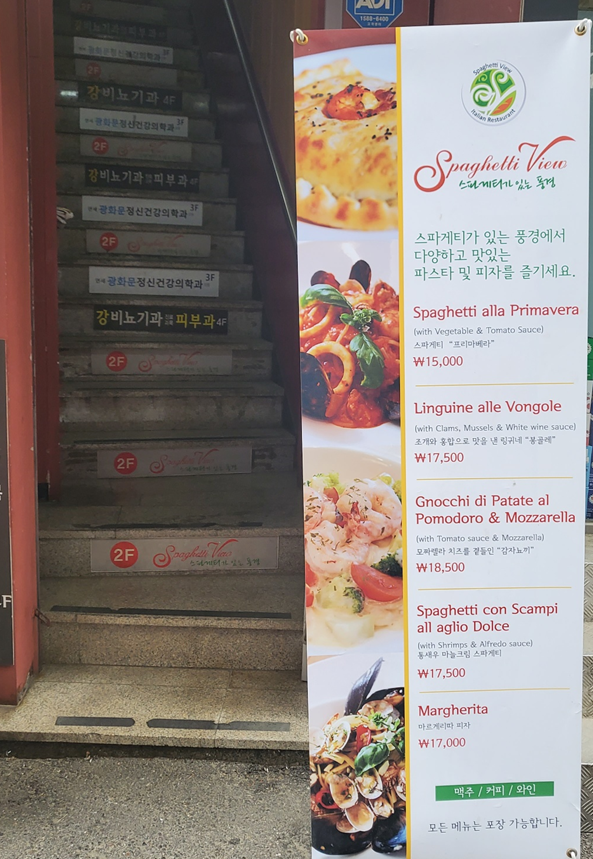 강비뇨기과 4F
2F
강비뇨기과 피부과
광화문정신건강의학과 3F
2F
광화문정신건강의학과 3F
강비뇨기과 피부과 4F
2F
2F Spaghetti View
2F Spaghetti View
스파게티가 있는 풍경
1588-6400
Spaghetti View
Italian Restaurant
Spaghetti View
스파게티가 있는 풍경
스파게티가 있는 풍경에서
다양하고 맛있는
파스타 및 피자를 즐기세요.
Spaghetti alla Primavera
(with Vegetable & Tomato Sauce)
스파게티 "프리마베라"
₩15,000
Linguine alle Vongole
(with Clams, Mussels & White wine sauce)
조개와 홍합으로 맛을 낸 링귀네 "봉골레"
₩17,500
Gnocchi di Patate al
Pomodoro & Mozzarella
(with Tomato sauce & Mozzarella)
모짜렐라 치즈를 곁들인 "감자뇨끼"
₩18,500
Spaghetti con Scampi
all aglio Dolce
(with Shrimps & Alfredo sauce)
통새우 마늘크림 스파게티
₩17,500
Margherita
마르게리따 피자
₩17,000
맥주 / 커피 / 와인
모든 메뉴는 포장 가능합니다.